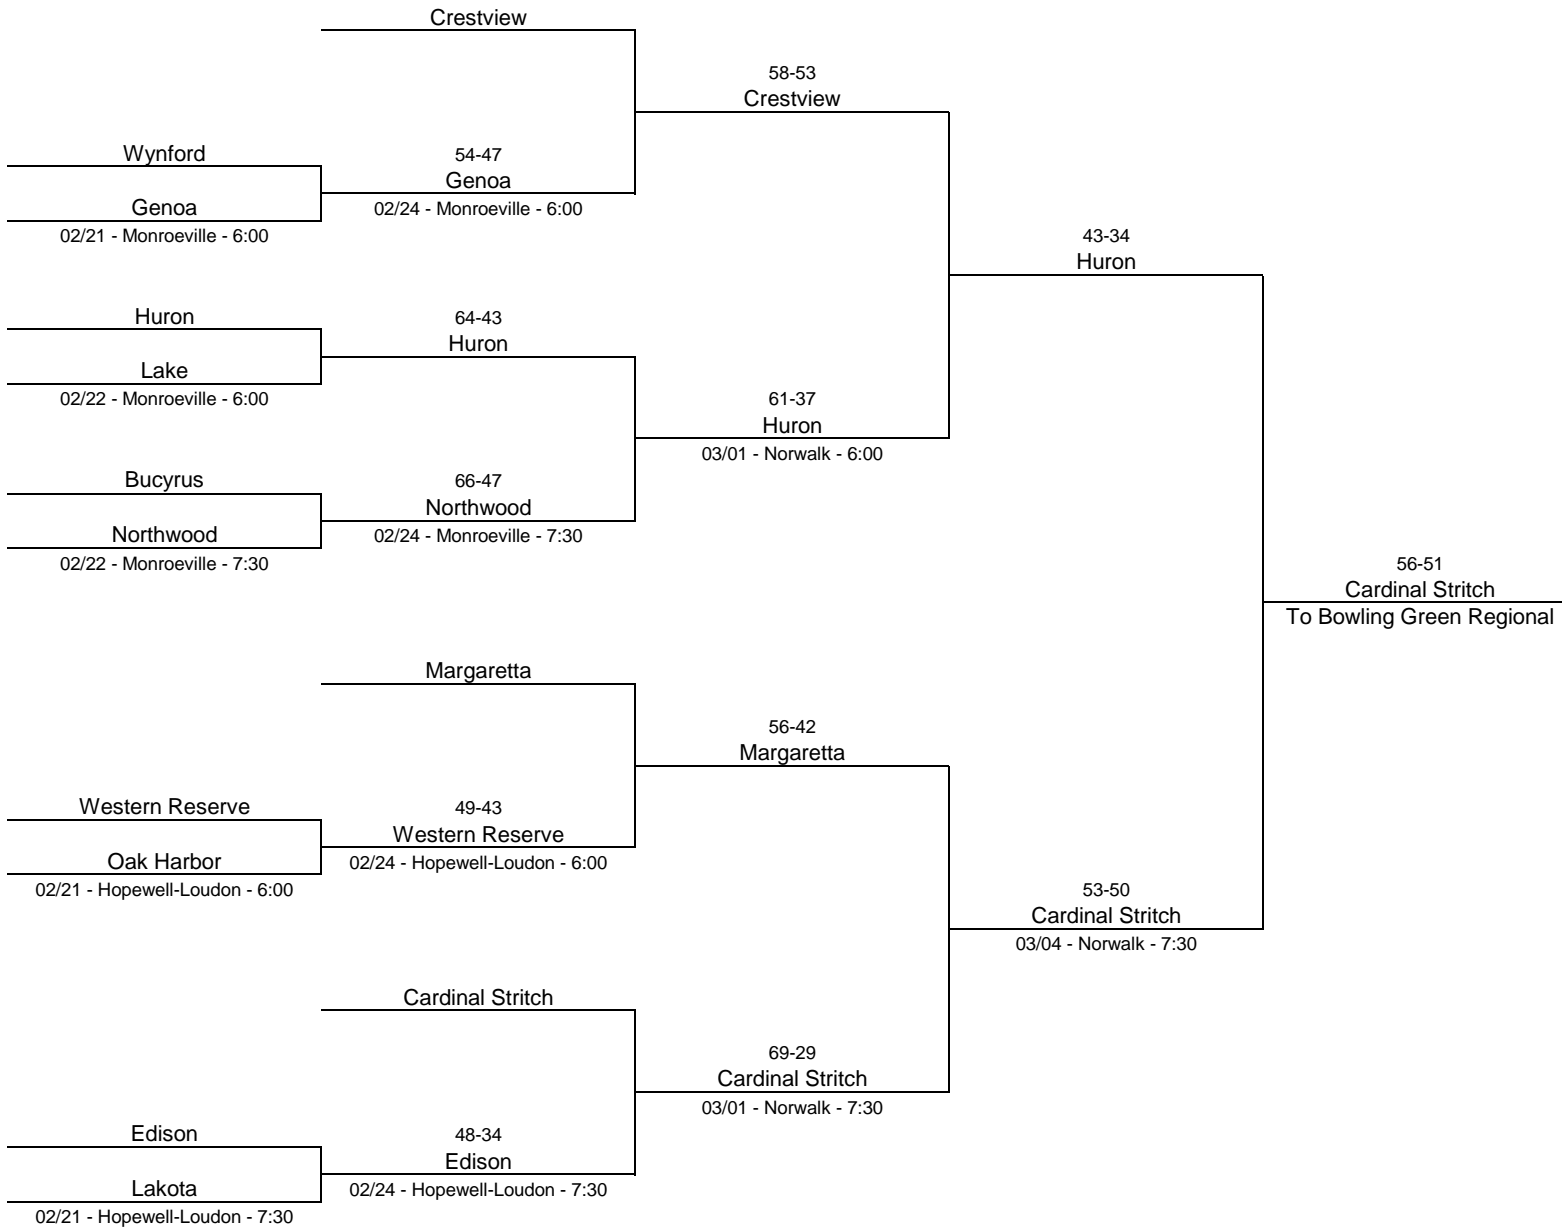 Crestview
58-53
Crestview
Wynford
54-47
Genoa
Genoa
02/24 - Monroeville - 6:00
02/21 - Monroeville - 6:00
43-34
Huron
Huron
64-43
Huron
Lake
02/22 - Monroeville - 6:00
61-37
Huron
03/01 - Norwalk - 6:00
Bucyrus
66-47
Northwood
Northwood
02/24 - Monroeville - 7:30
02/22 - Monroeville - 7:30
56-51
Cardinal Stritch
To Bowling Green Regional
Margaretta
56-42
Margaretta
Western Reserve
49-43
Western Reserve
Oak Harbor
02/24 - Hopewell-Loudon - 6:00
02/21 - Hopewell-Loudon - 6:00
53-50
Cardinal Stritch
03/04 - Norwalk - 7:30
Cardinal Stritch
69-29
Cardinal Stritch
03/01 - Norwalk - 7:30
Edison
48-34
Edison
Lakota
02/24 - Hopewell-Loudon - 7:30
02/21 - Hopewell-Loudon - 7:30